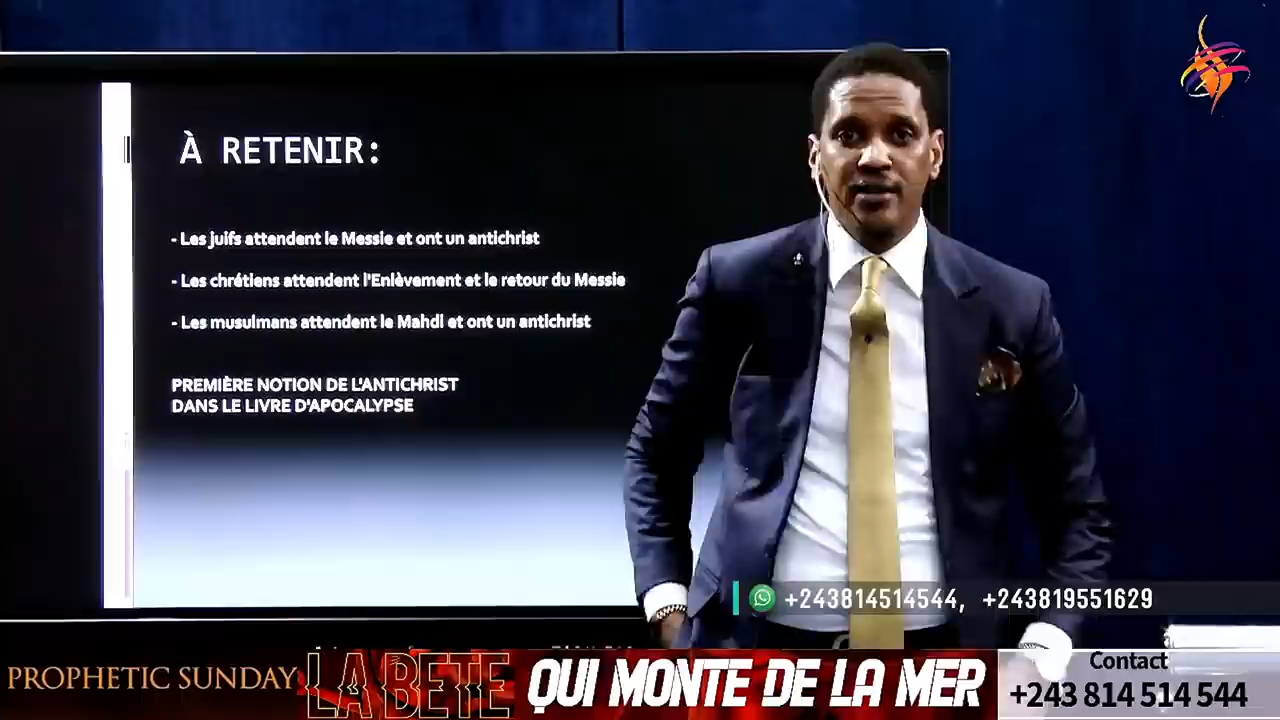 À RETENIR:
- Les juifs attendent le Messie et ont un antichrist
- Les chrétiens attendent l'Enlèvement et le retour du Messie
- Les musulmans attendent le Mahdi et ont un antichrist
PREMIÈRE NOTION DE L'ANTICHRIST
DANS LE LIVRE D'APOCALYPSE
+243814514544, +243819551629
PROPHETIC SUNDAY LA BETE QUI MONTE DE LA MER
Contact
+243 814 514 544